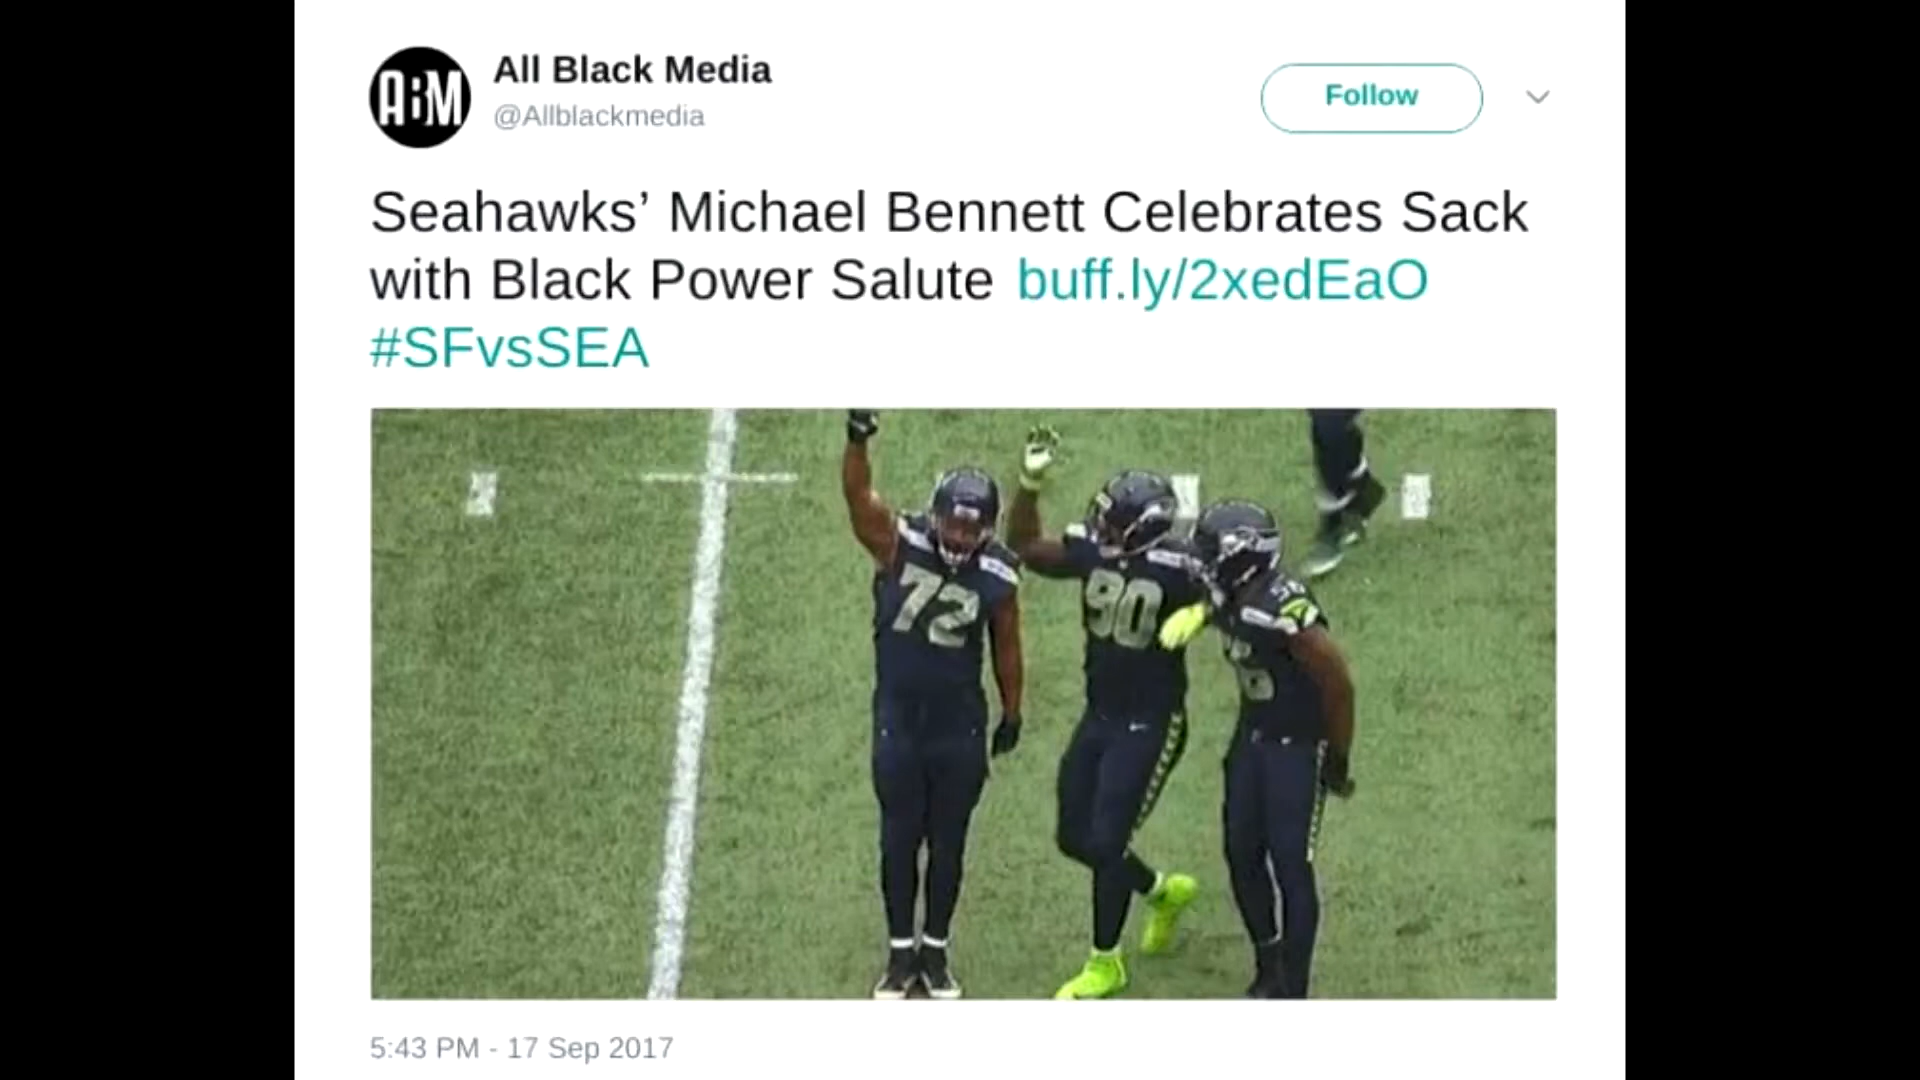 ABM
All Black Media
@Allblackmedia
Follow
Seahawks’ Michael Bennett Celebrates Sack
with Black Power Salute buff.ly/2xedEaO
#SFvsSEA
72
90
56
5:43 PM - 17 Sep 2017